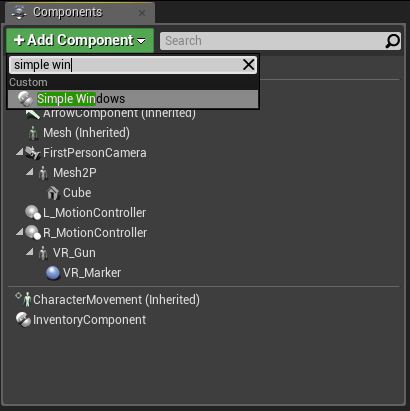 Components
+ Add Component
Search
simple win
Custom
Simple Windows
ArrowComponent (Inherited)
Mesh (Inherited)
FirstPersonCamera
Mesh2P
Cube
L_MotionController
R_MotionController
VR_Gun
VR_Marker
CharacterMovement (Inherited)
InventoryComponent